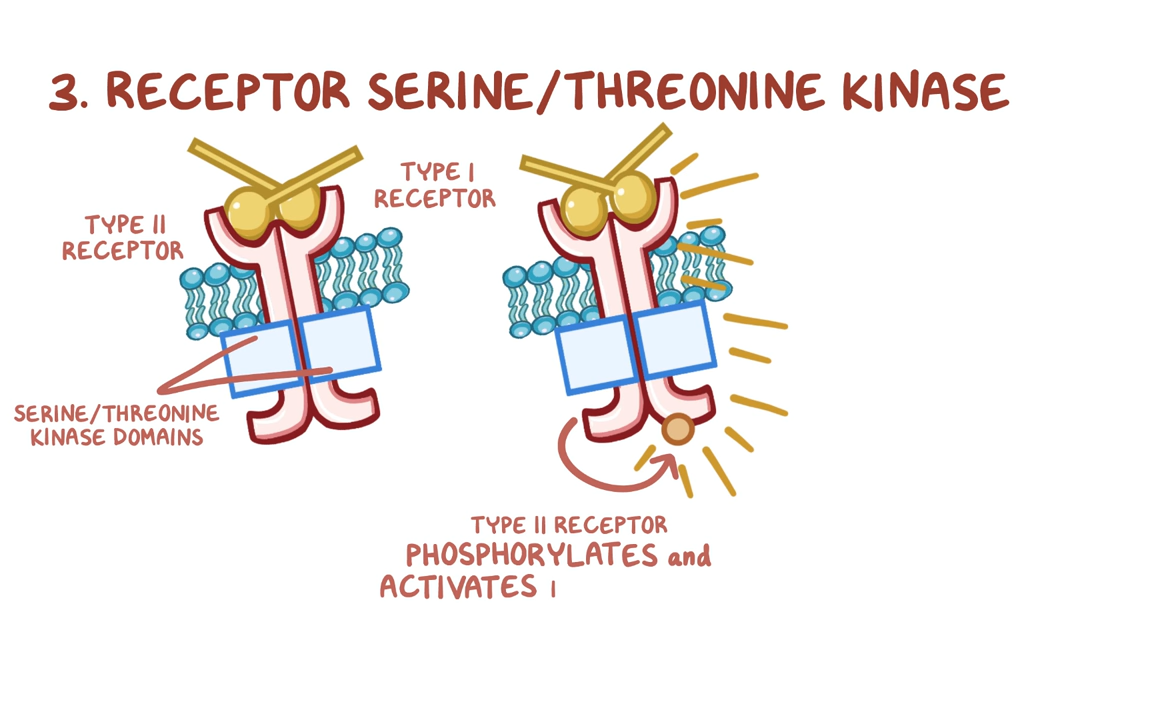 3. RECEPTOR SERINE/THREONINE KINASE
TYPE I
RECEPTOR
TYPE II
RECEPTOR
SERINE/THREONINE
KINASE DOMAINS
TYPE II RECEPTOR
PHOSPHORYLATES and
ACTIVATES I